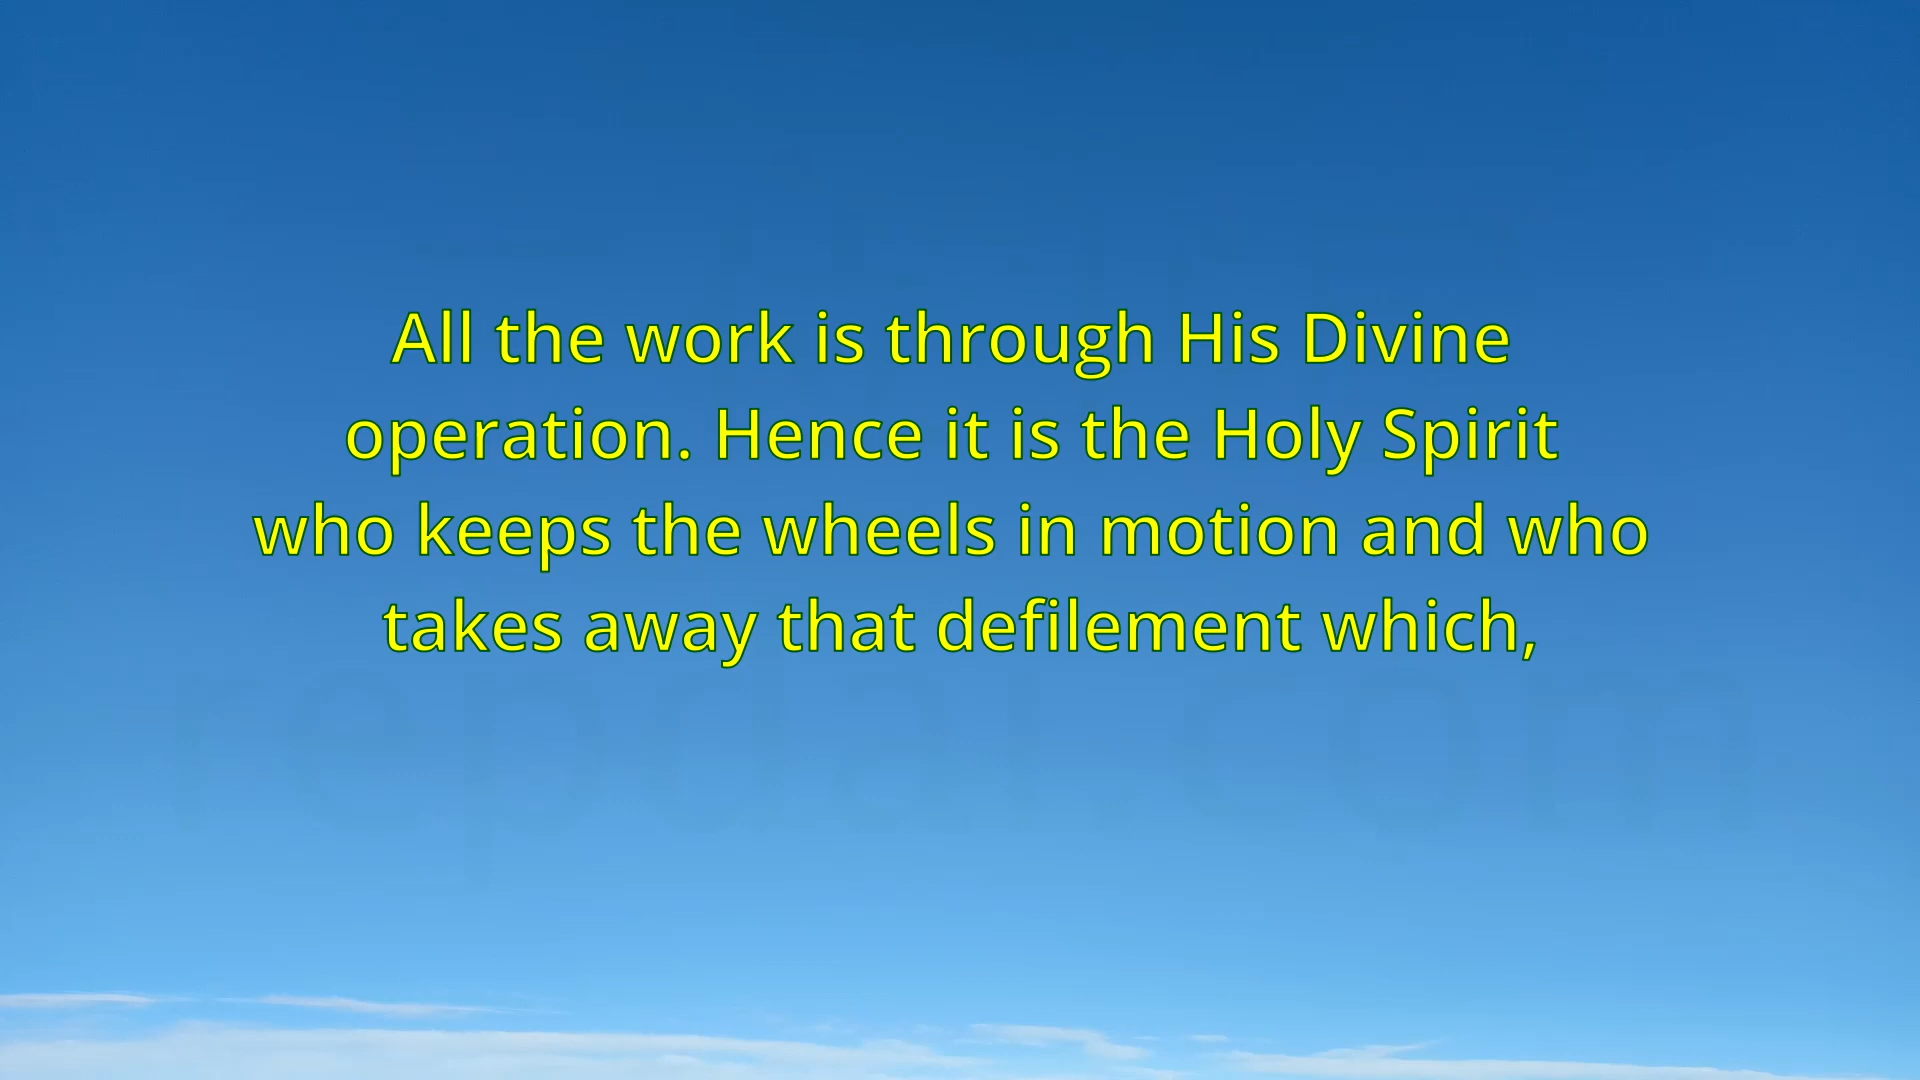 All the work is through His Divine
operation. Hence it is the Holy Spirit
who keeps the wheels in motion and who
takes away that defilement which,